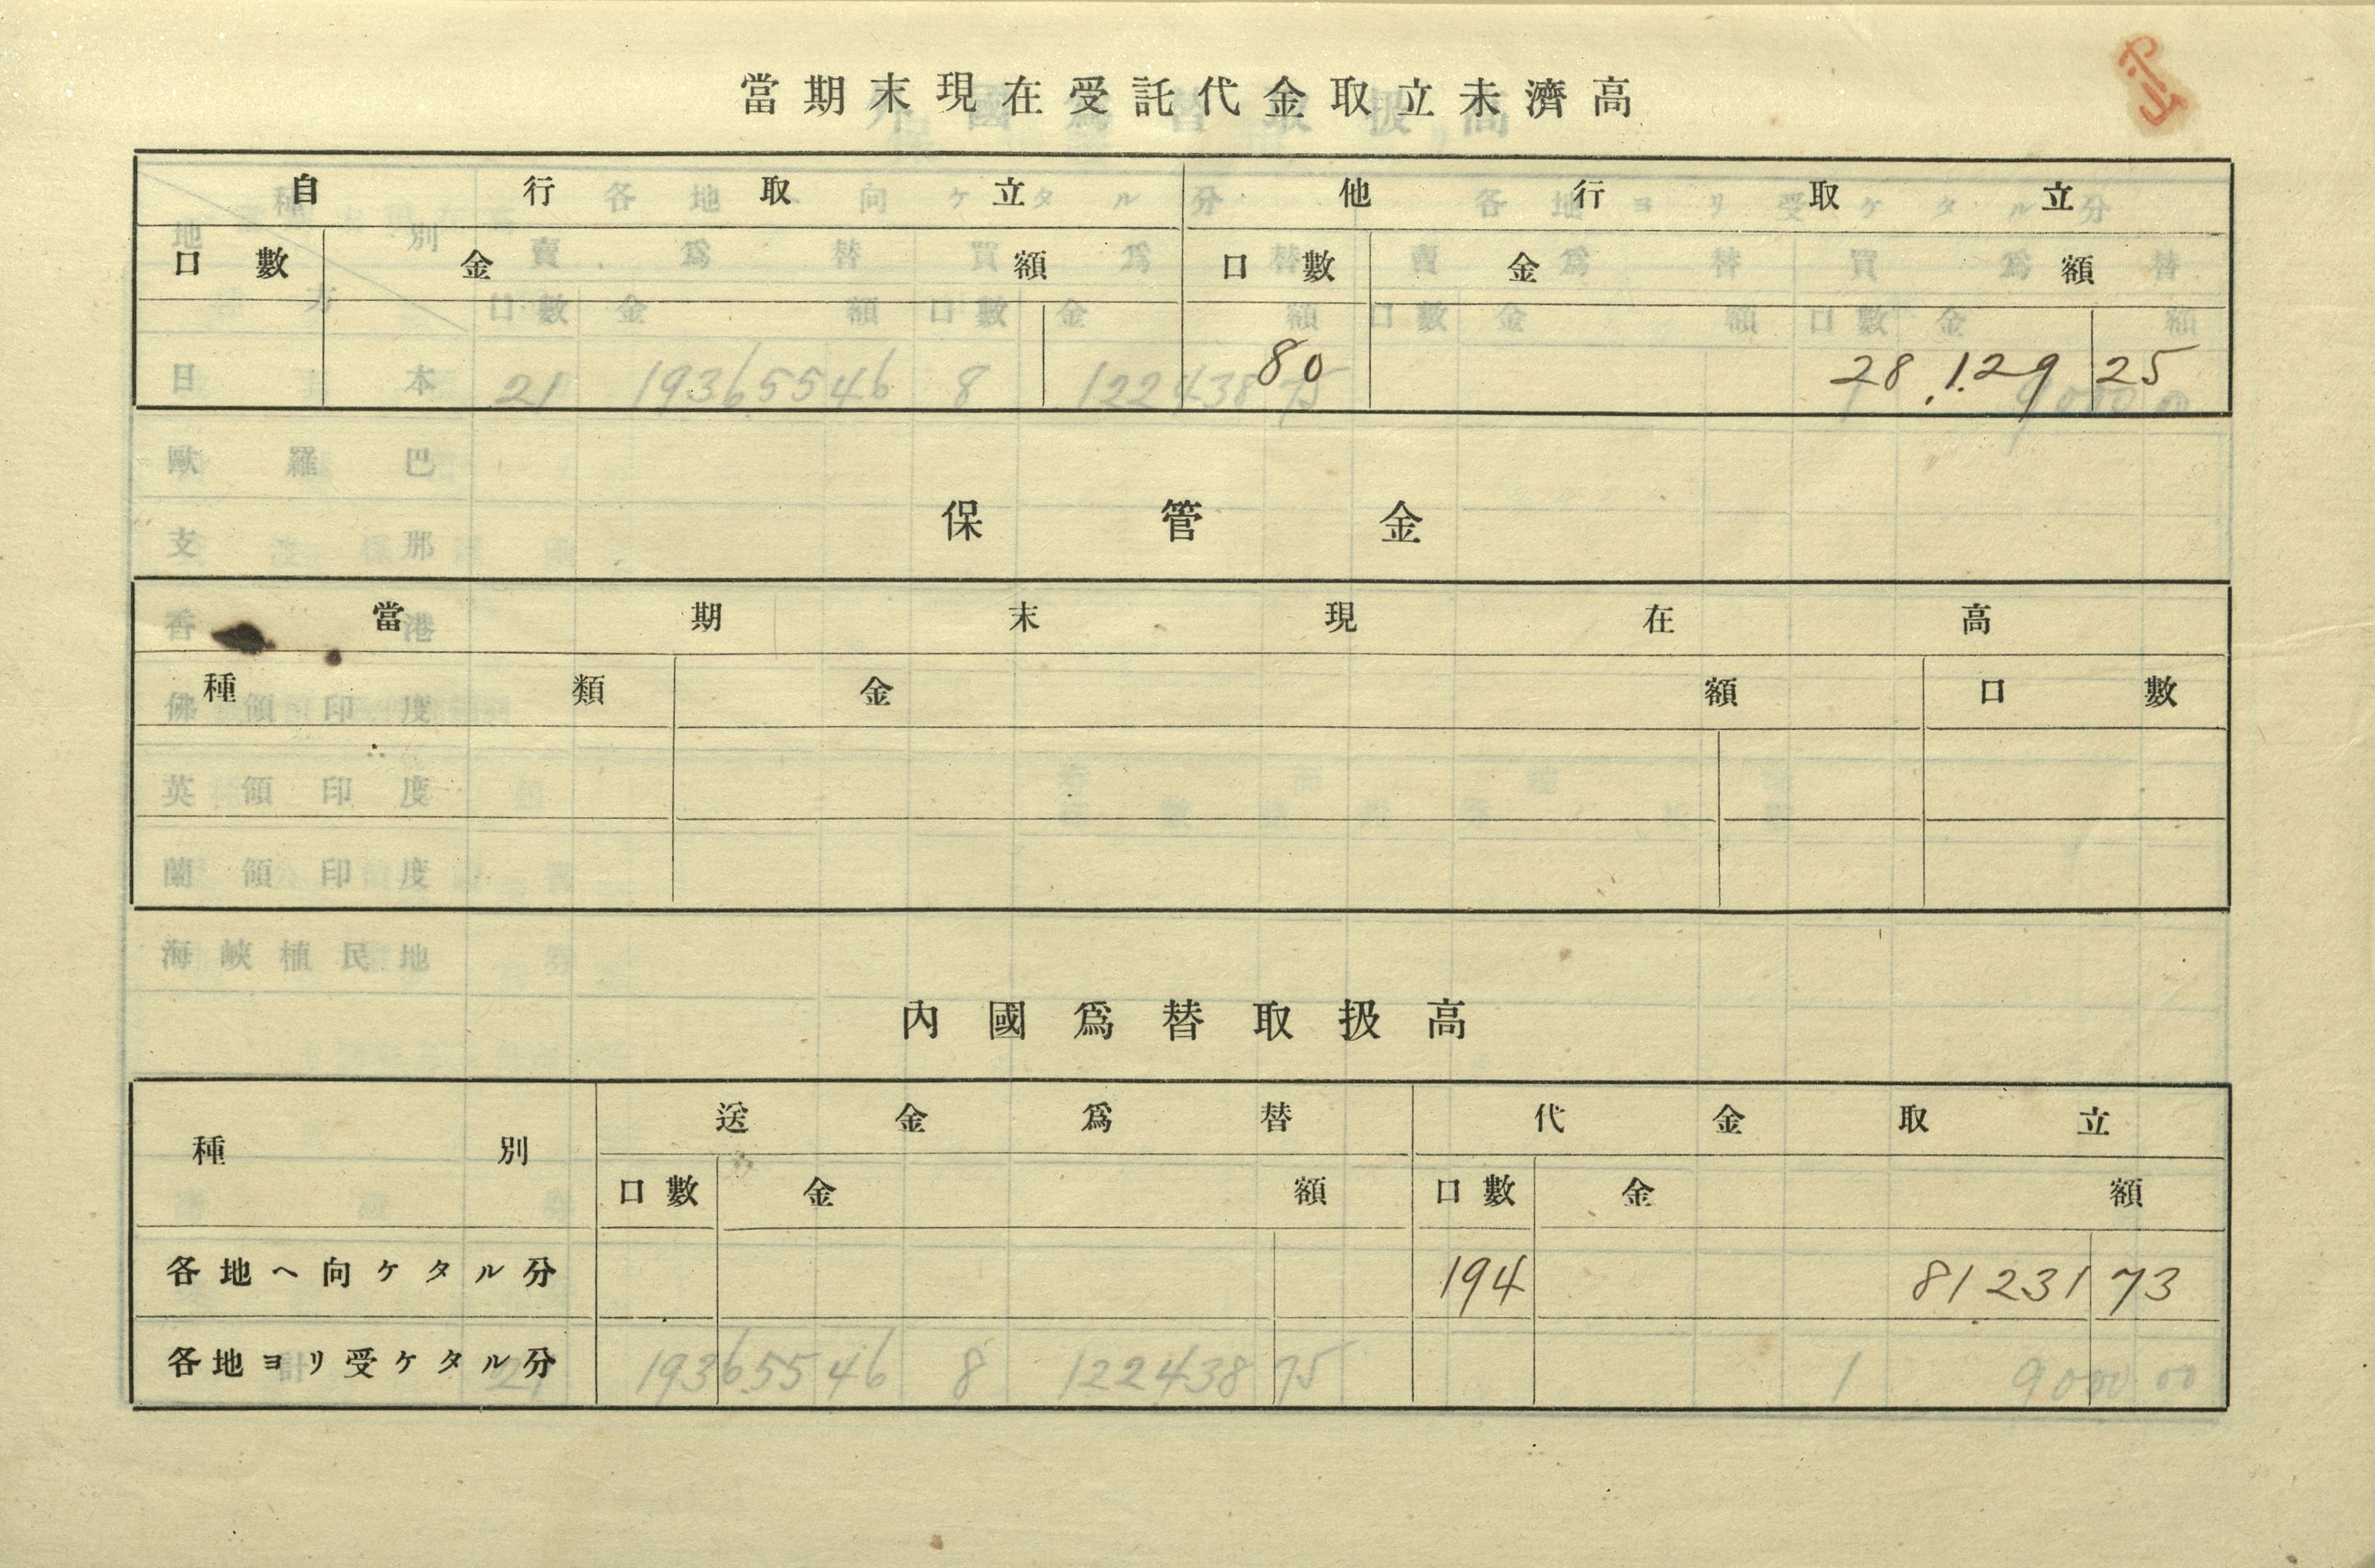 當期末現在受託代金取立未濟高
自行取立 他行取立
口數 金額 口數 金額
80 28,129 25
保管金
當期末現在高
種類 金額 口數
內國爲替取扱高
種別 送金爲替 代金取立
口數 金額 口數 金額
各地ヘ向ケタル分 194 81231 73
各地ヨリ受ケタル分